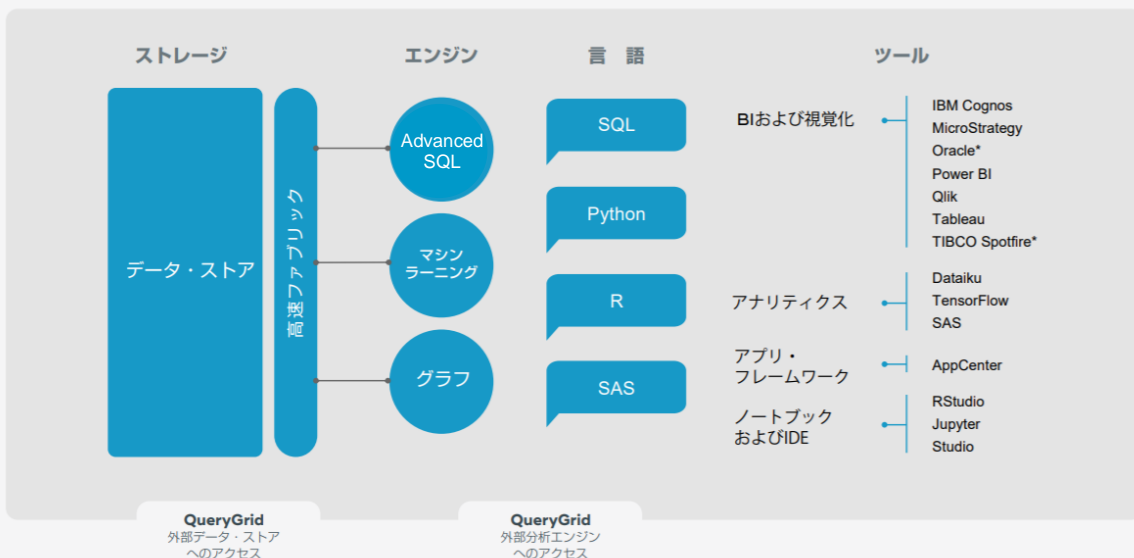 ストレージ
データ・ストア
高速ファブリック
エンジン
Advanced
SQL
マシン
ラーニング
グラフ
言 語
SQL
Python
R
SAS
ツール
BIおよび視覚化
IBM Cognos
MicroStrategy
Oracle*
Power BI
Qlik
Tableau
TIBCO Spotfire*
アナリティクス
Dataiku
TensorFlow
SAS
アプリ・
フレームワーク
AppCenter
ノートブック
およびIDE
RStudio
Jupyter
Studio
QueryGrid
外部データ・ストア
へのアクセス
QueryGrid
外部分析エンジン
へのアクセス